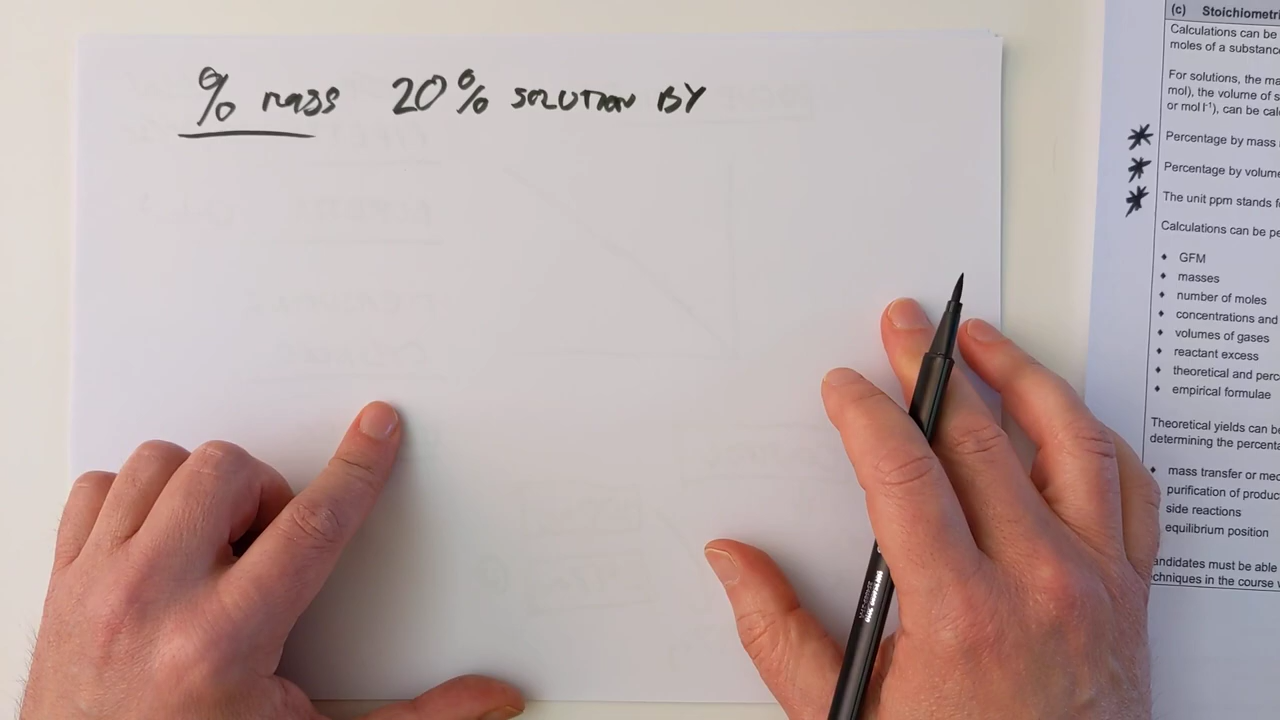 % mass 20% SOLUTION BY
(c) Stoichiometri
Calculations can be
moles of a substanc
For solutions, the ma
mol), the volume of s
or mol l⁻¹), can be cal
Percentage by mass
Percentage by volume
The unit ppm stands f
Calculations can be pe
♦ GFM
♦ masses
♦ number of moles
♦ concentrations and
♦ volumes of gases
♦ reactant excess
♦ theoretical and perc
♦ empirical formulae
Theoretical yields can b
determining the percenta
♦ mass transfer or mec
purification of produc
side reactions
equilibrium position
andidates must be able
echniques in the course